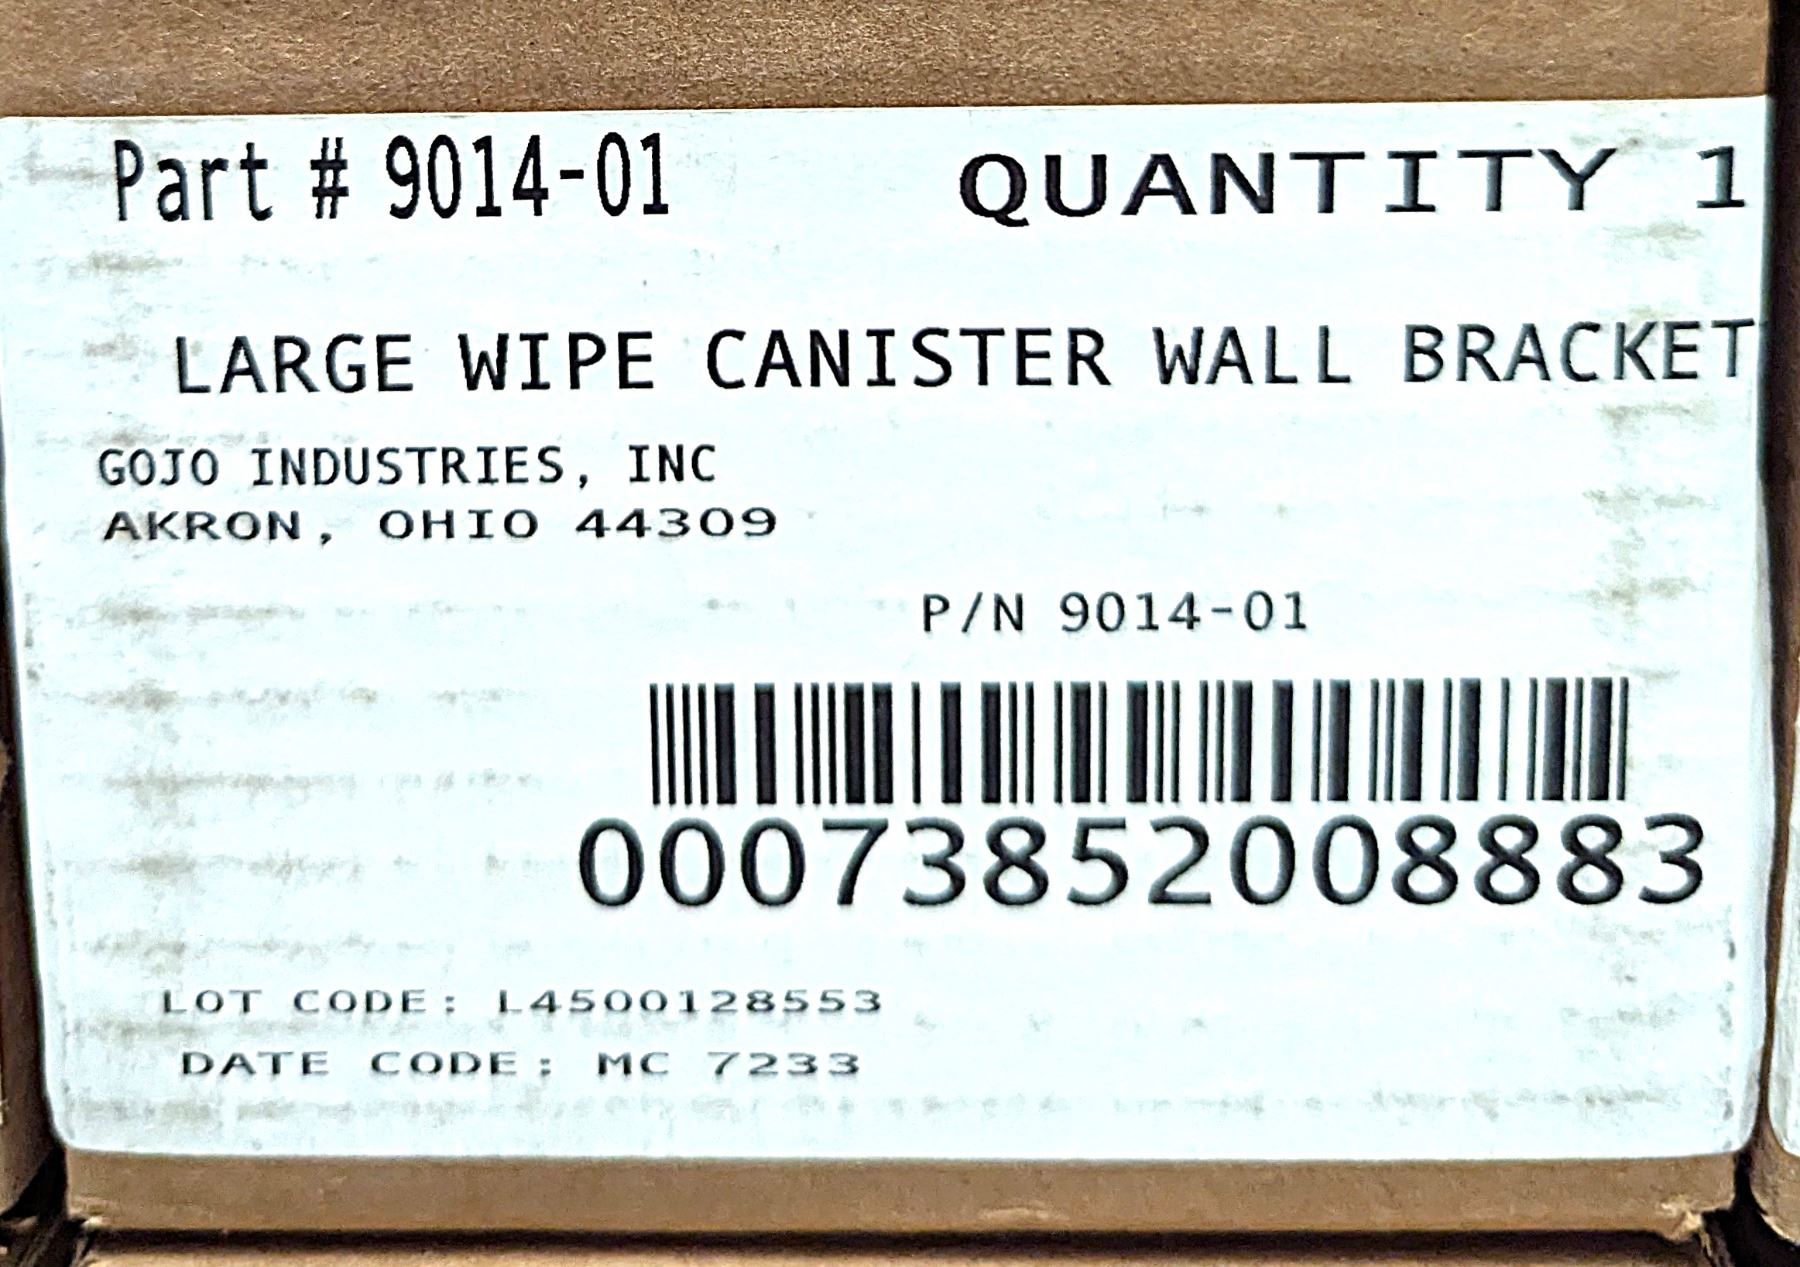 Part # 9014-01 QUANTITY 1
LARGE WIPE CANISTER WALL BRACKET
GOJO INDUSTRIES, INC
AKRON, OHIO 44309
P/N 9014-01
00073852008883
LOT CODE: L4500128553
DATE CODE: MC 7233